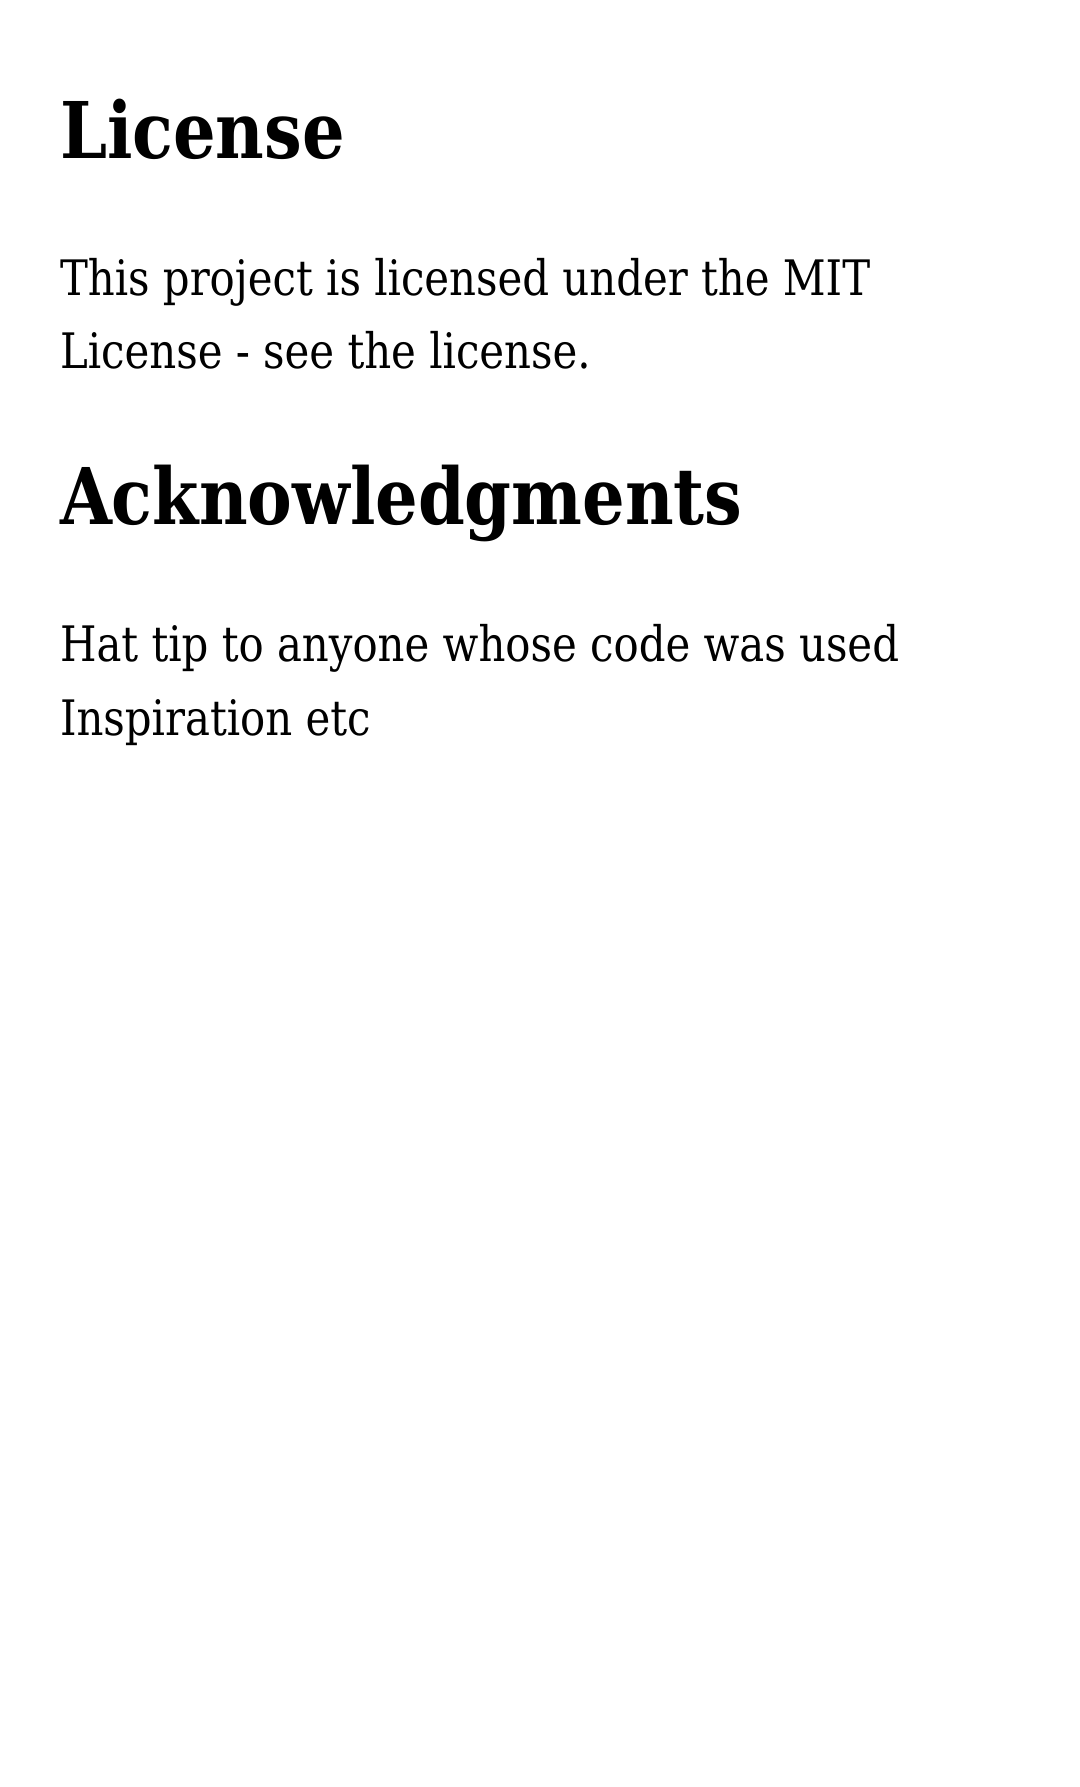 License
This project is licensed under the MIT
License - see the license.
Acknowledgments
Hat tip to anyone whose code was used
Inspiration etc